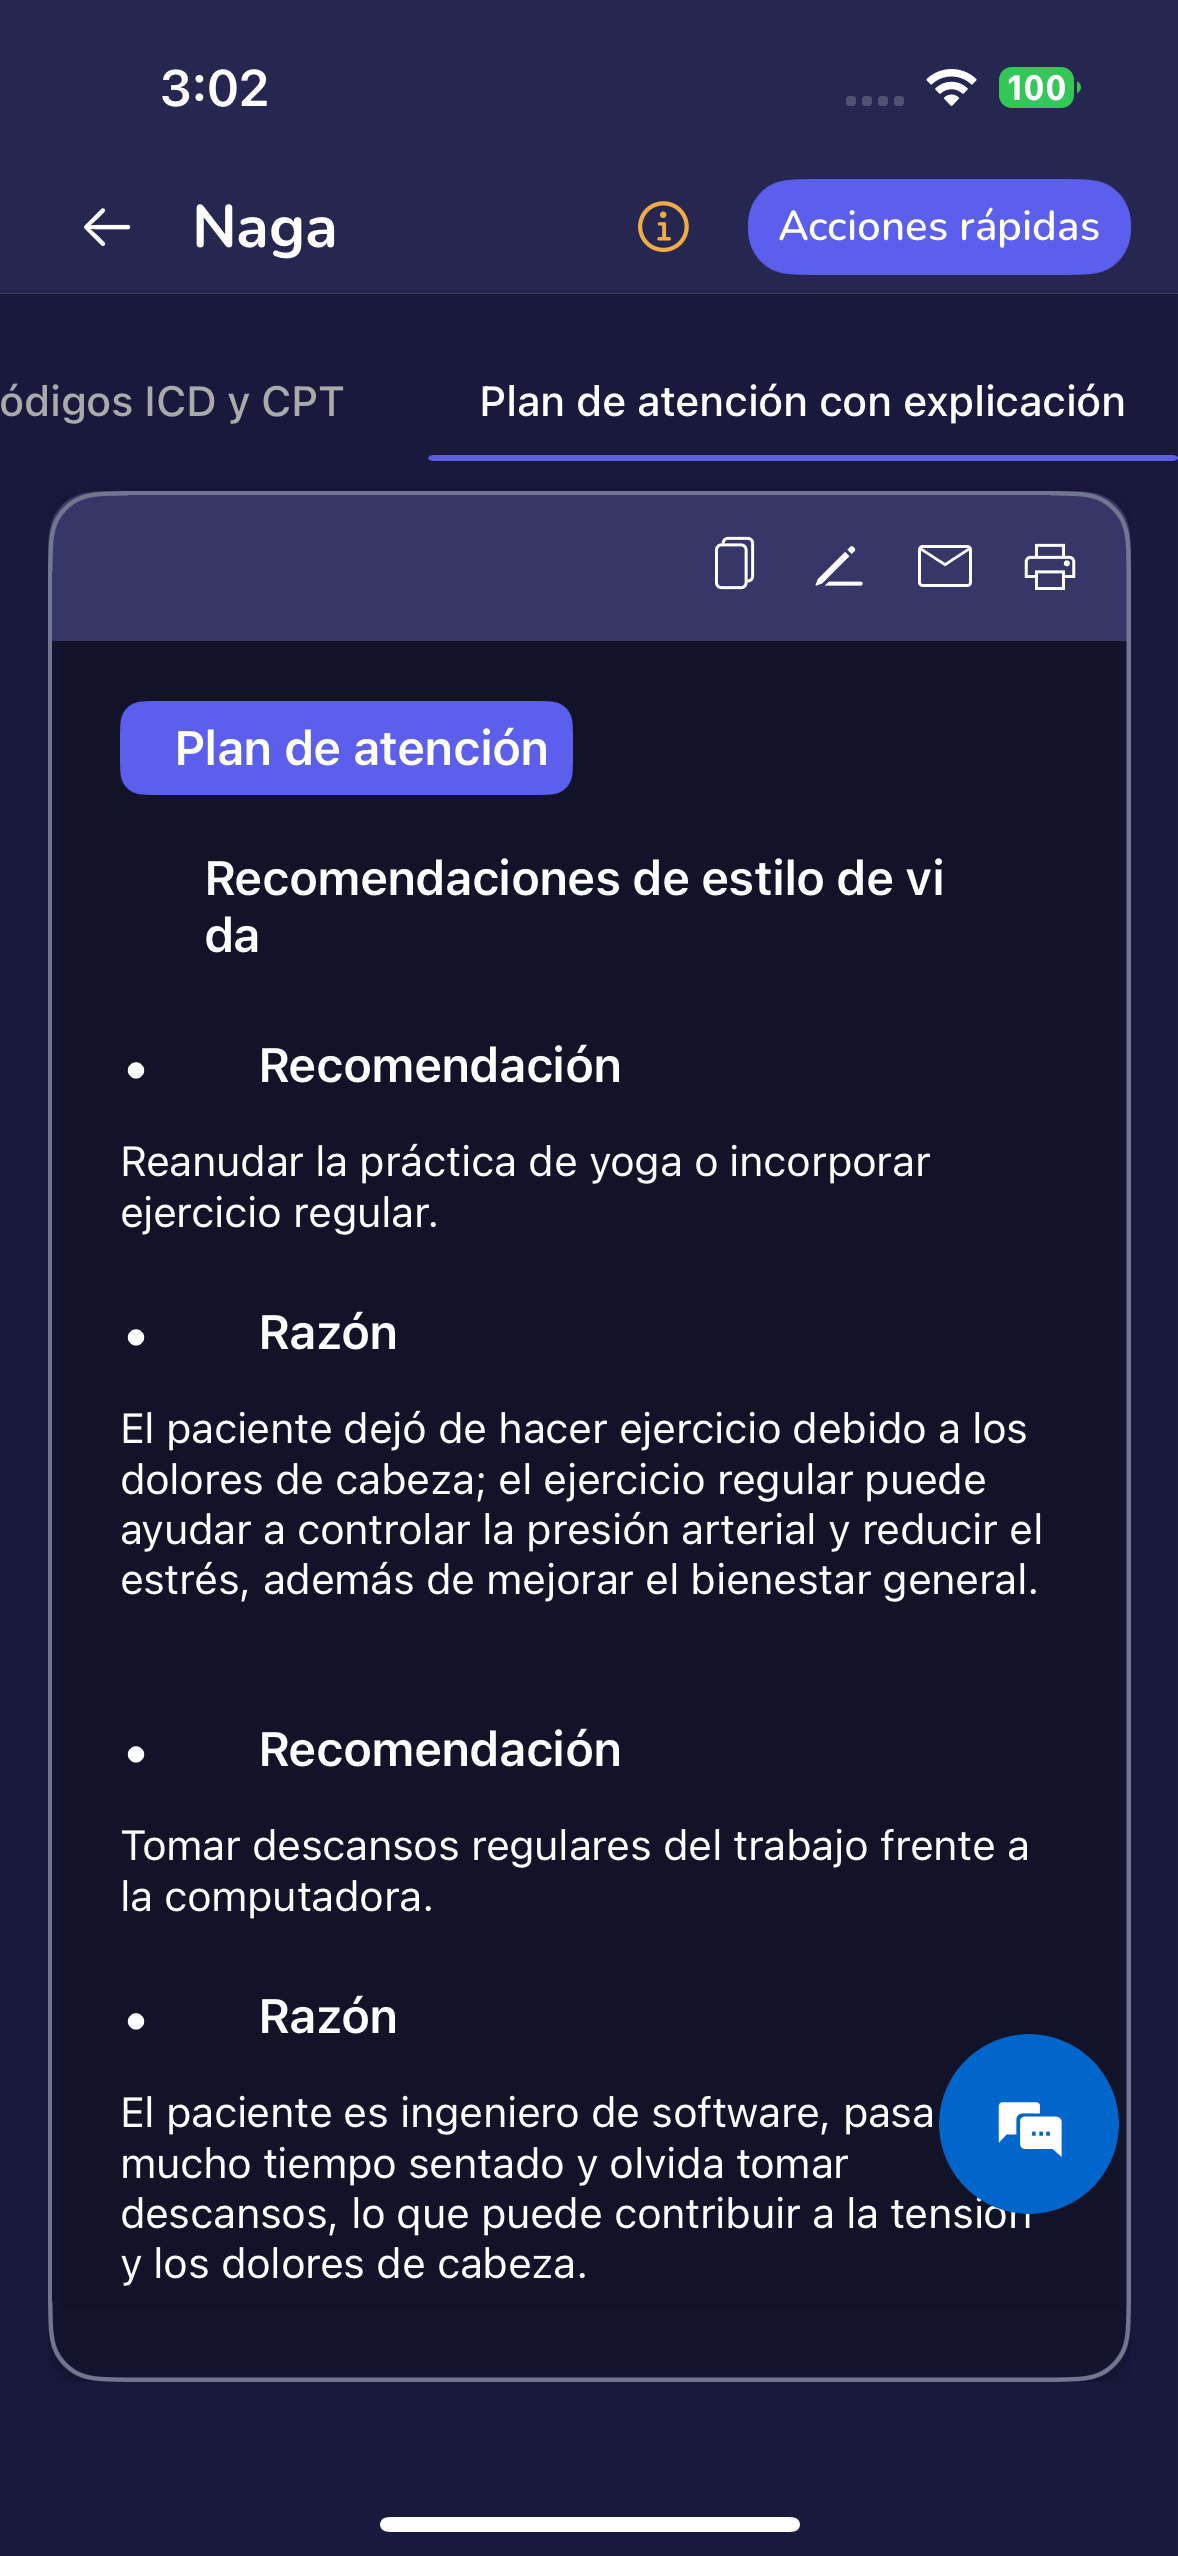 3:02
100
Naga
Acciones rápidas
ódigos ICD y CPT
Plan de atención con explicación
Plan de atención
Recomendaciones de estilo de vi
da
Recomendación
Reanudar la práctica de yoga o incorporar
ejercicio regular.
Razón
El paciente dejó de hacer ejercicio debido a los
dolores de cabeza; el ejercicio regular puede
ayudar a controlar la presión arterial y reducir el
estrés, además de mejorar el bienestar general.
Recomendación
Tomar descansos regulares del trabajo frente a
la computadora.
Razón
El paciente es ingeniero de software, pasa
mucho tiempo sentado y olvida tomar
descansos, lo que puede contribuir a la tensión
y los dolores de cabeza.